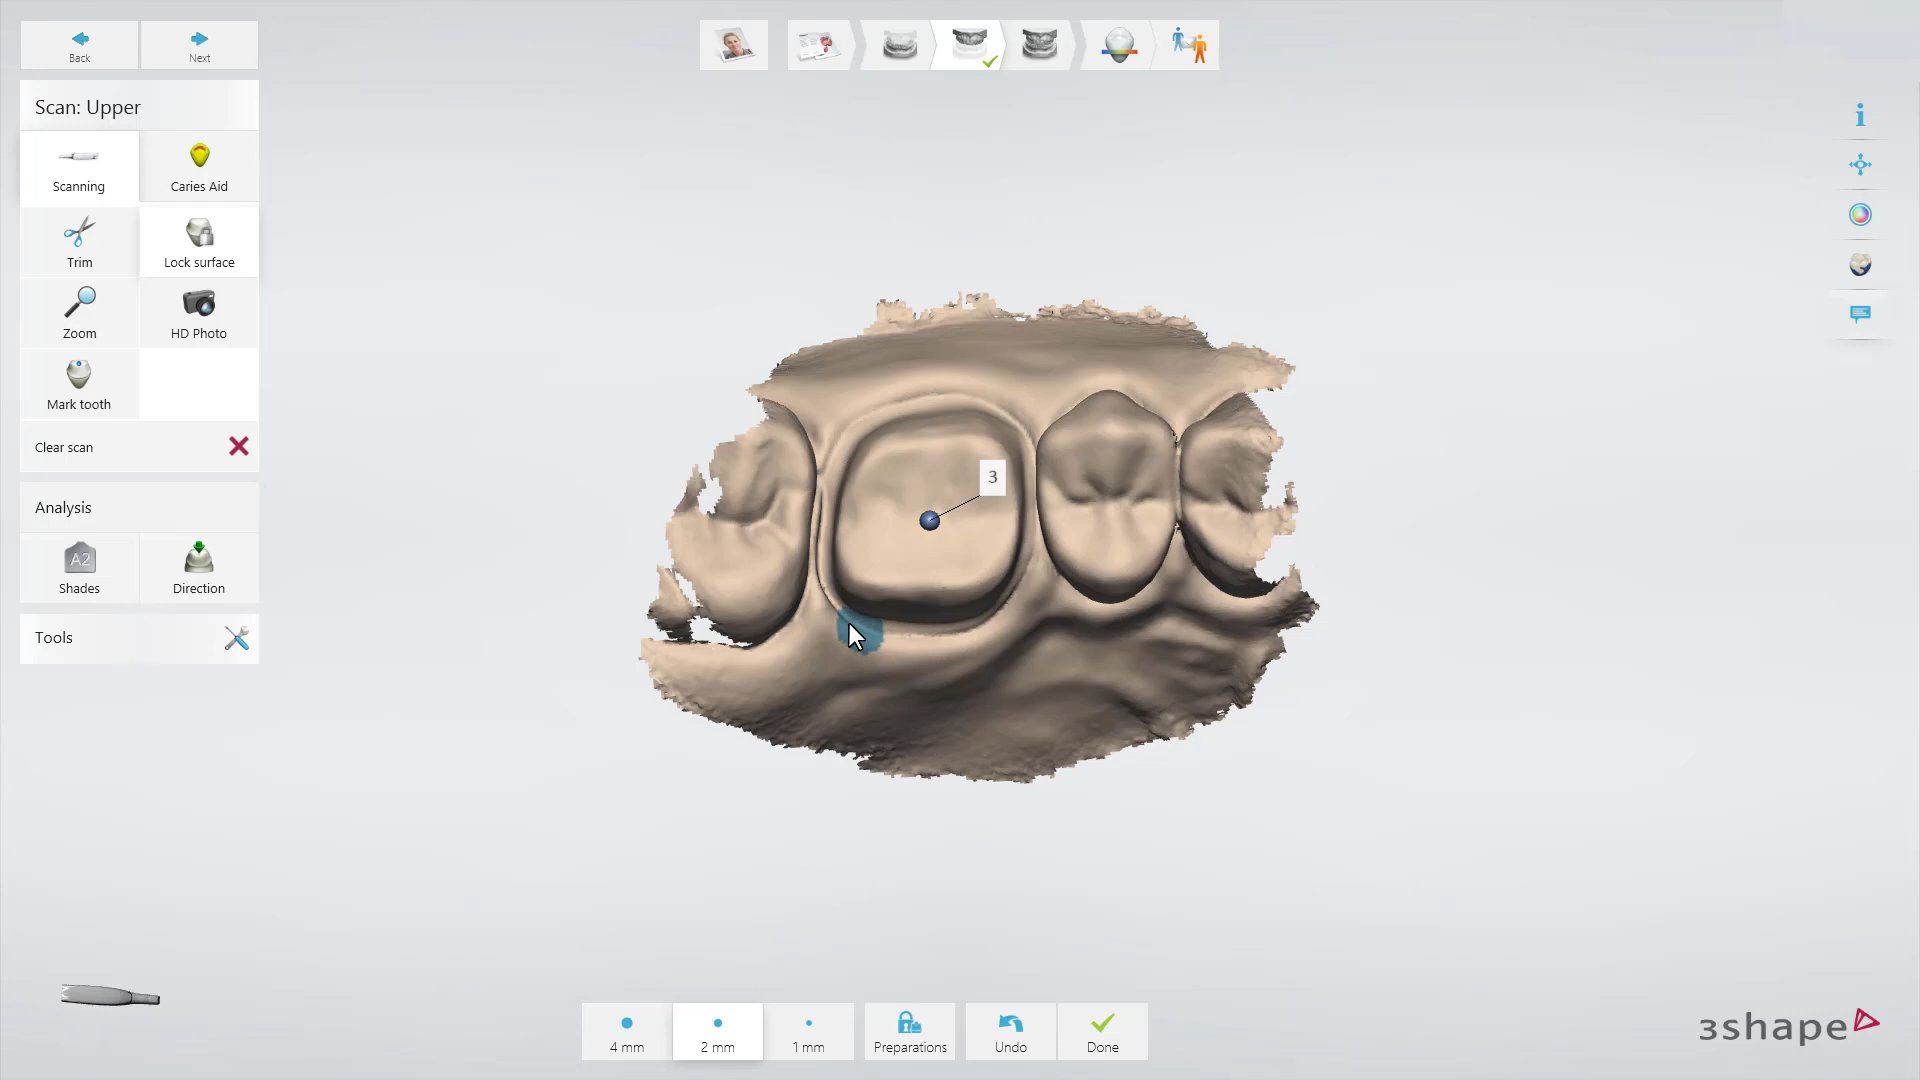 Back
Next
Scan: Upper
Scanning
Caries Aid
Trim
Lock surface
Zoom
HD Photo
Mark tooth
Clear scan
Analysis
A2
Shades
Direction
Tools
3
i
4 mm
2 mm
1 mm
Preparations
Undo
Done
3shape